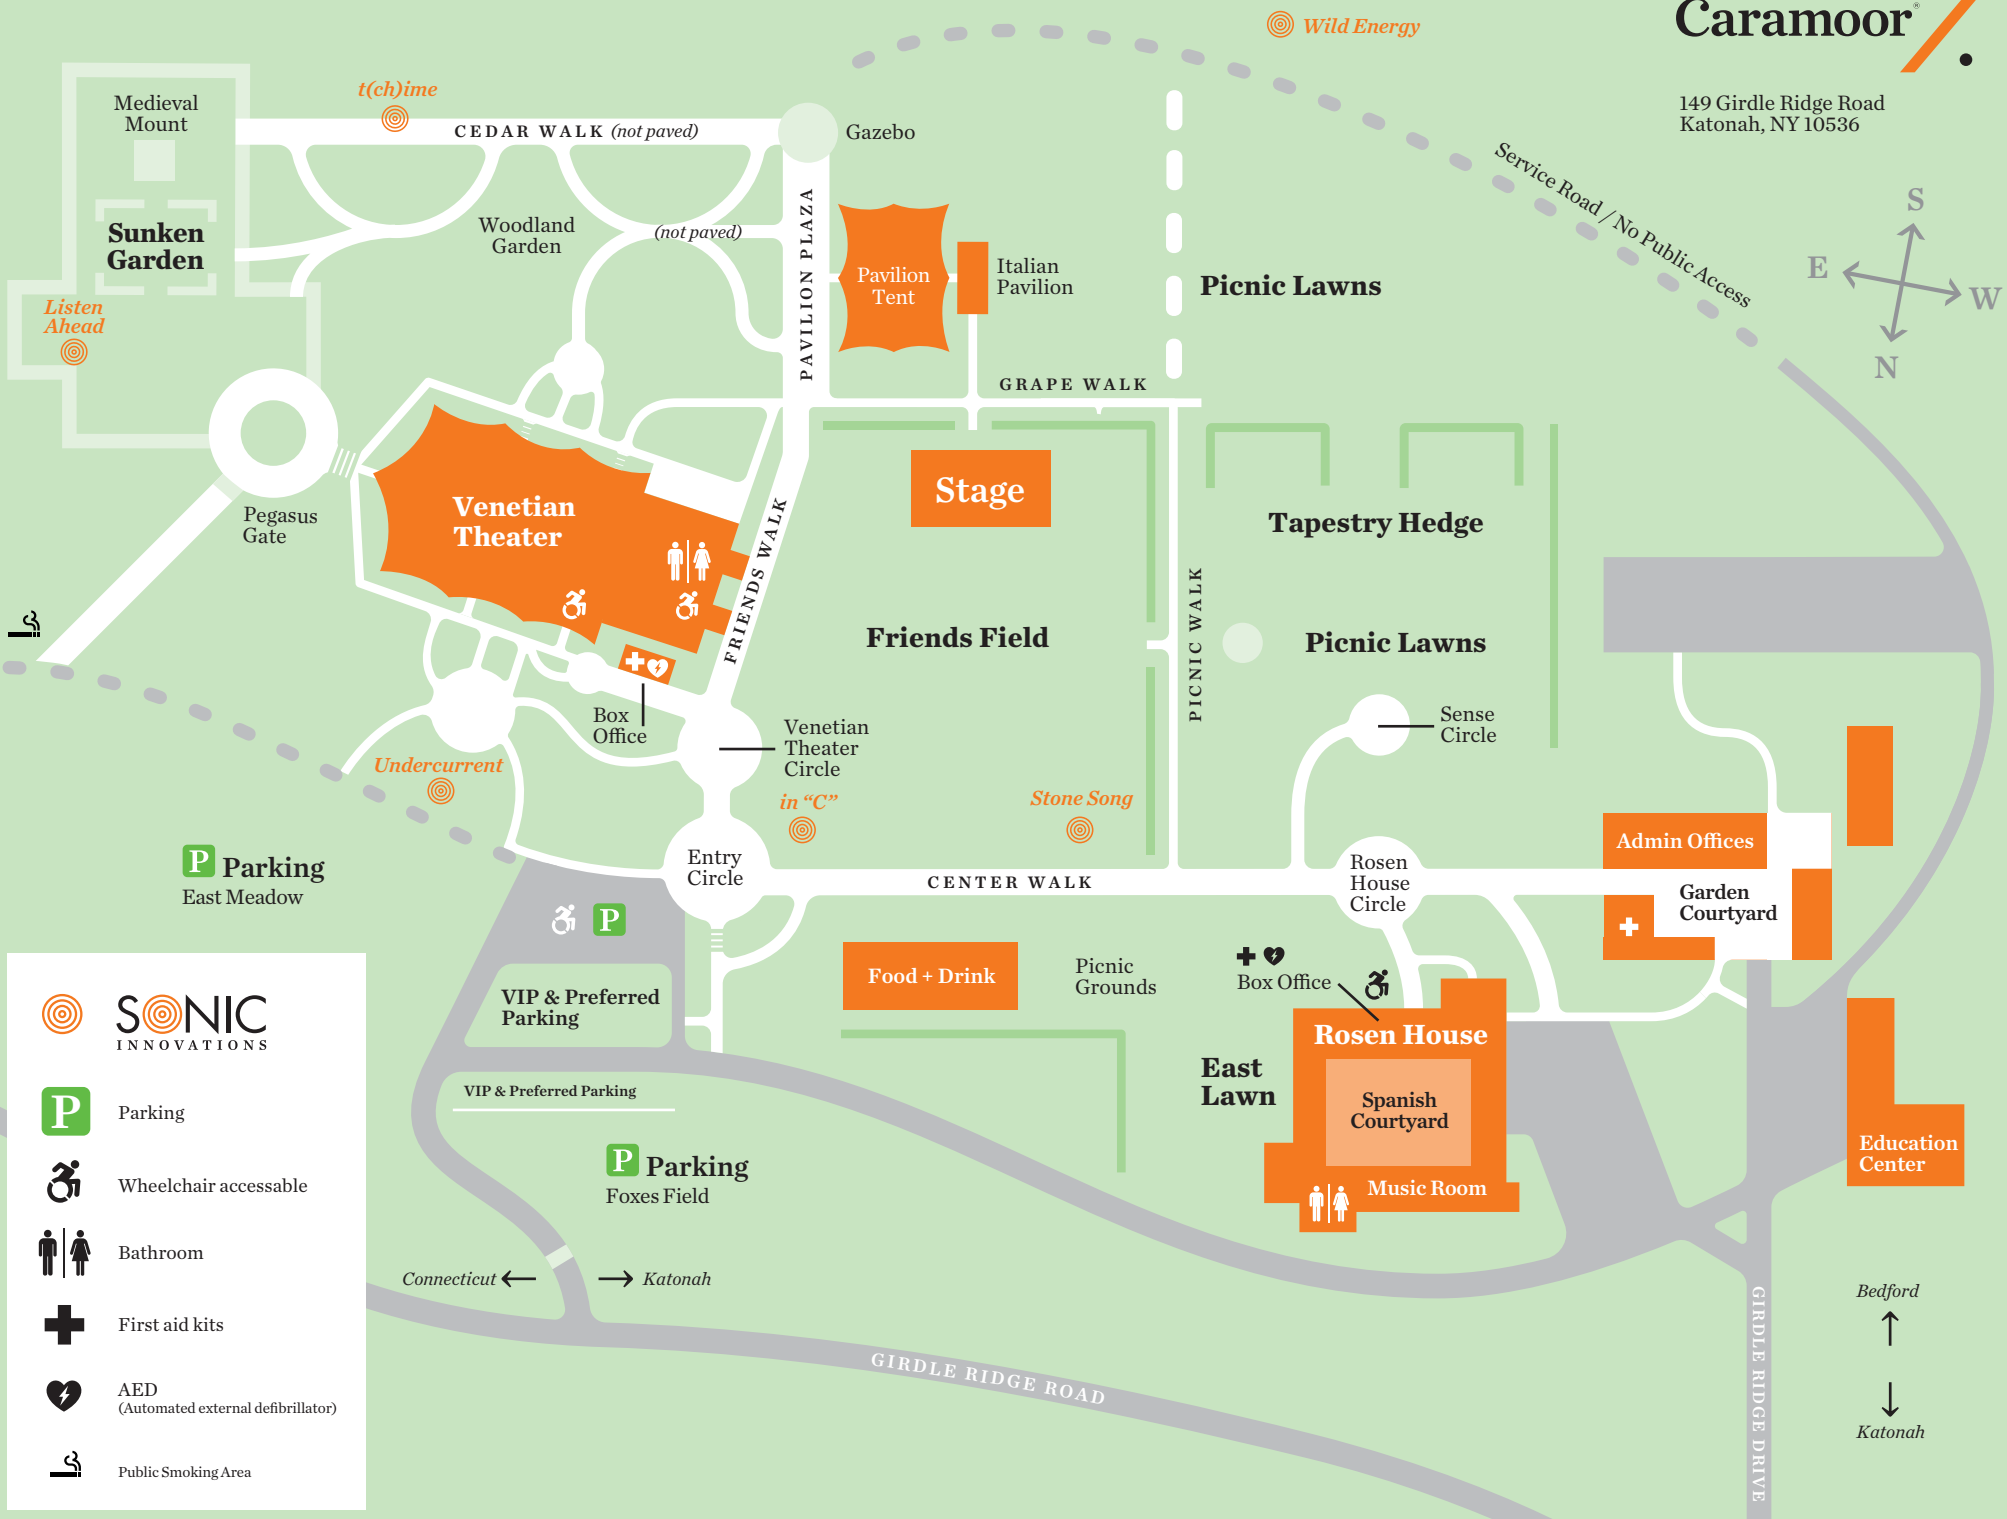 Caramoor®
149 Girdle Ridge Road
Katonah, NY 10536
Wild Energy
t(ch)ime
Medieval
Mount
CEDAR WALK (not paved)
Gazebo
Service Road / No Public Access
S
E
W
N
Sunken
Garden
Woodland
Garden
(not paved)
PAVILION PLAZA
Pavilion
Tent
Italian
Pavilion
Picnic Lawns
Listen
Ahead
GRAPE WALK
Pegasus
Gate
Venetian
Theater
FRIENDS WALK
Stage
Tapestry Hedge
Friends Field
PICNIC WALK
Picnic Lawns
Box
Office
Venetian
Theater
Circle
Sense
Circle
Undercurrent
in “C”
Stone Song
P Parking
East Meadow
Entry
Circle
CENTER WALK
Rosen
House
Circle
Admin Offices
Garden
Courtyard
P
VIP & Preferred
Parking
Food + Drink
Picnic
Grounds
Box Office
Rosen House
East
Lawn
Spanish
Courtyard
Music Room
Education
Center
VIP & Preferred Parking
P Parking
Foxes Field
Connecticut
Katonah
GIRDLE RIDGE ROAD
GIRDLE RIDGE DRIVE
Bedford
Katonah
SONIC
INNOVATIONS
P
Parking
Wheelchair accessable
Bathroom
First aid kits
AED
(Automated external defibrillator)
Public Smoking Area